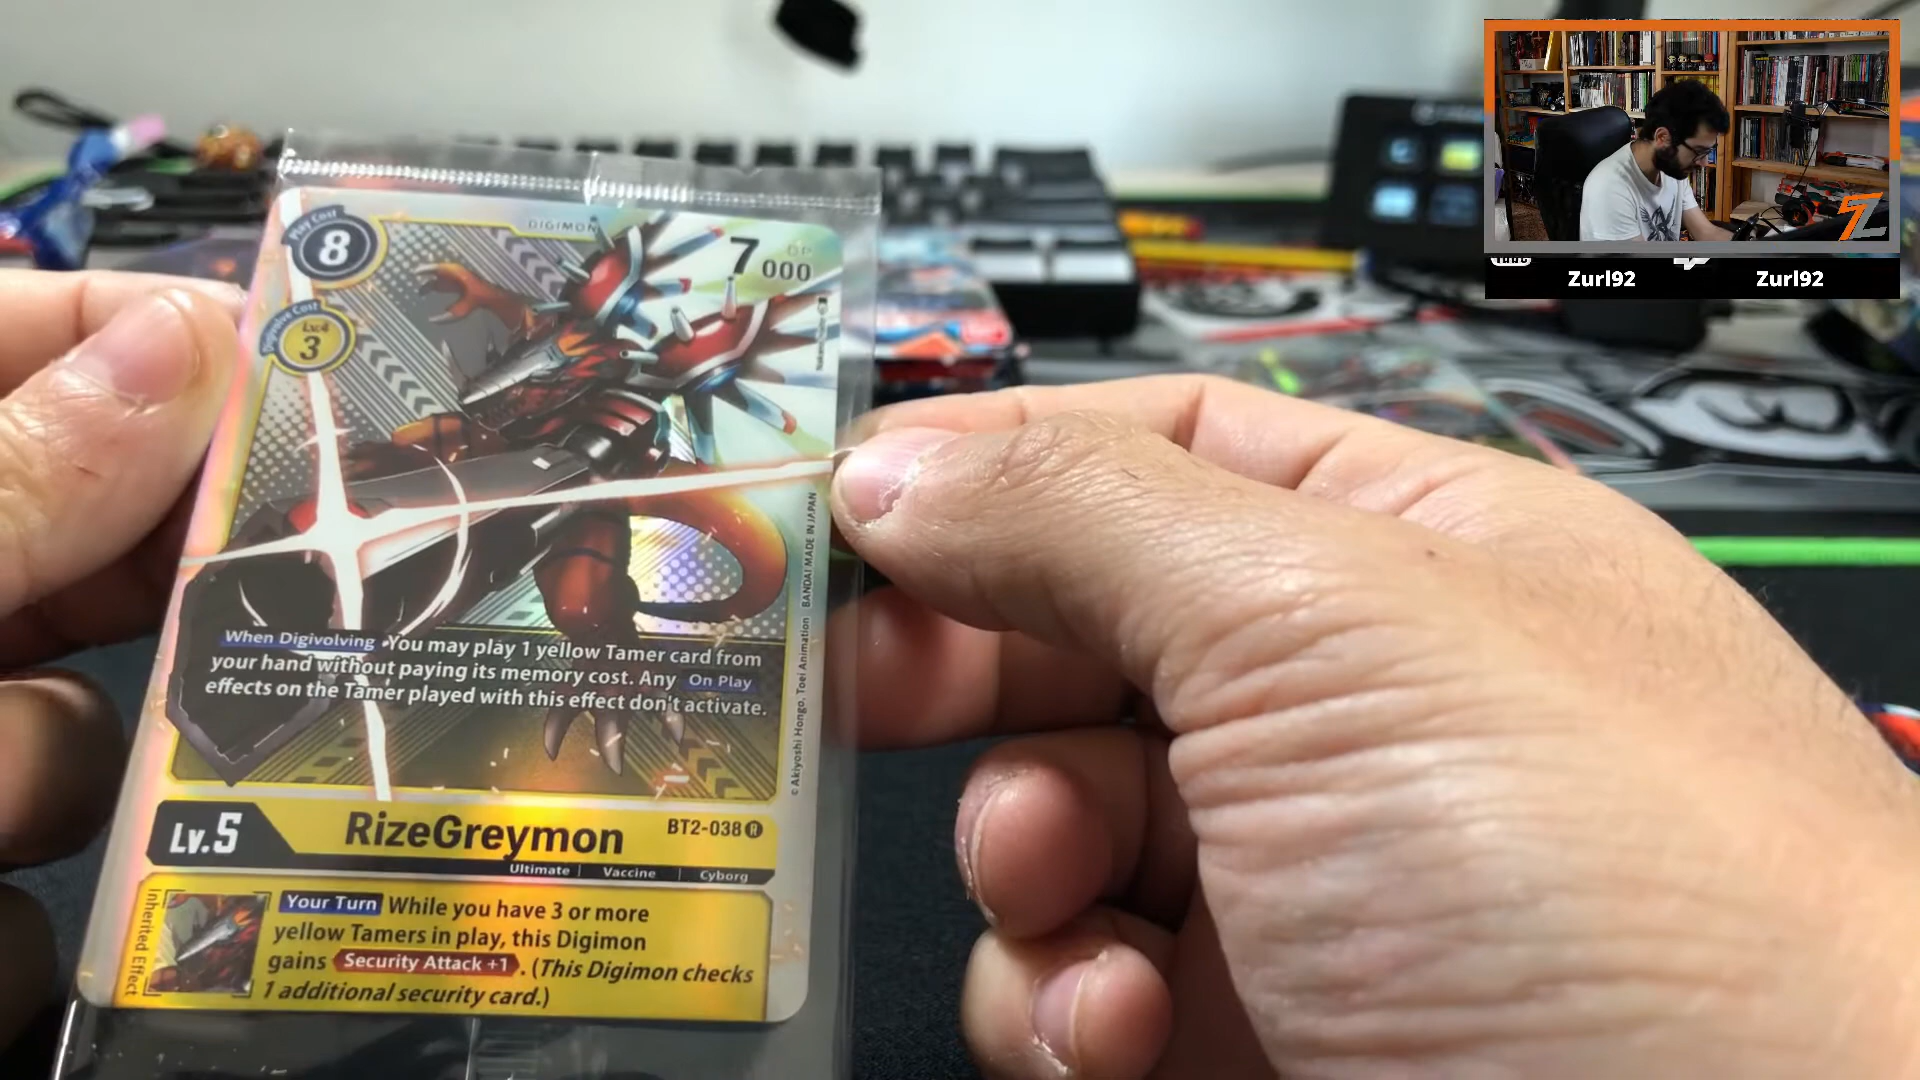 Play Cost
8
DIGIMON
7000
DP
Digivolve Cost
Lv.4
3
When Digivolving You may play 1 yellow Tamer card from
your hand without paying its memory cost. Any On Play
effects on the Tamer played with this effect don't activate.
© Akiyoshi Hongo, Toei Animation BANDAI MADE IN JAPAN
Lv.5
RizeGreymon
BT2-038 R
Ultimate | Vaccine | Cyborg
Inherited Effect
Your Turn While you have 3 or more
yellow Tamers in play, this Digimon
gains Security Attack +1. (This Digimon checks
1 additional security card.)
Zurl92
Zurl92